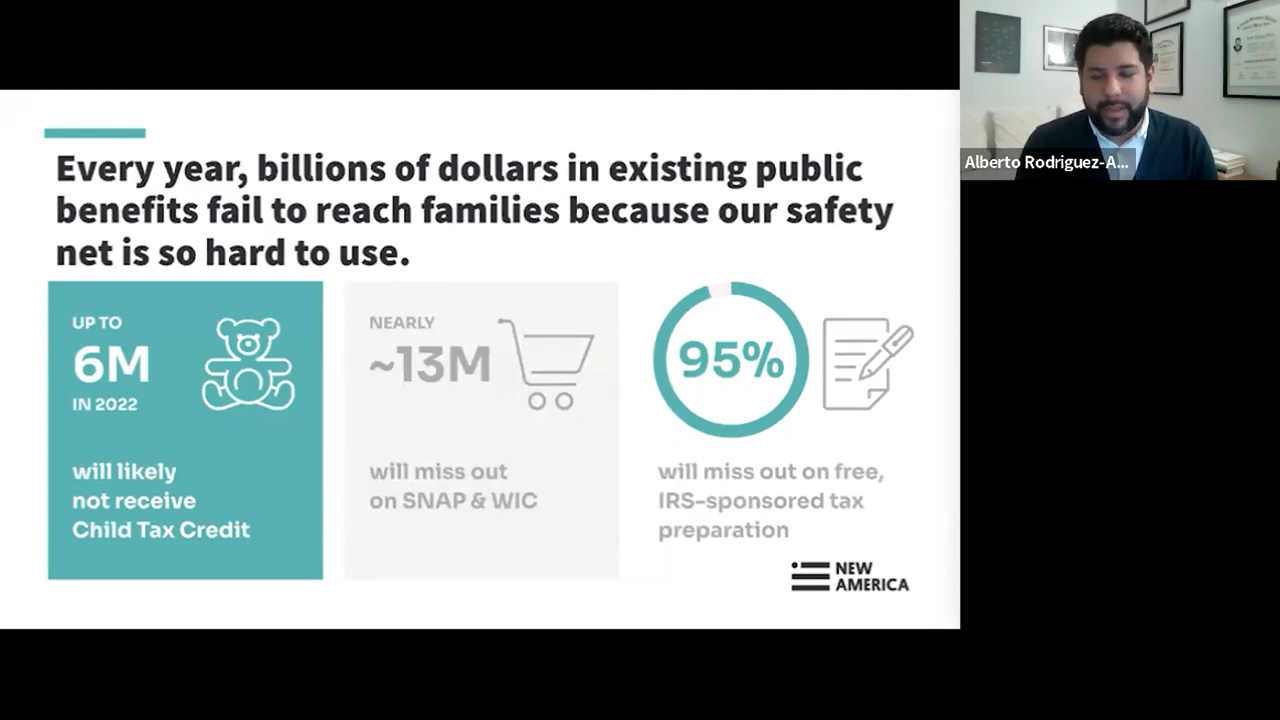 Every year, billions of dollars in existing public
benefits fail to reach families because our safety
net is so hard to use.
UP TO
6M
IN 2022
will likely
not receive
Child Tax Credit
NEARLY
~13M
will miss out
on SNAP & WIC
95%
will miss out on free,
IRS-sponsored tax
preparation
NEW
AMERICA
Alberto Rodriguez-A...